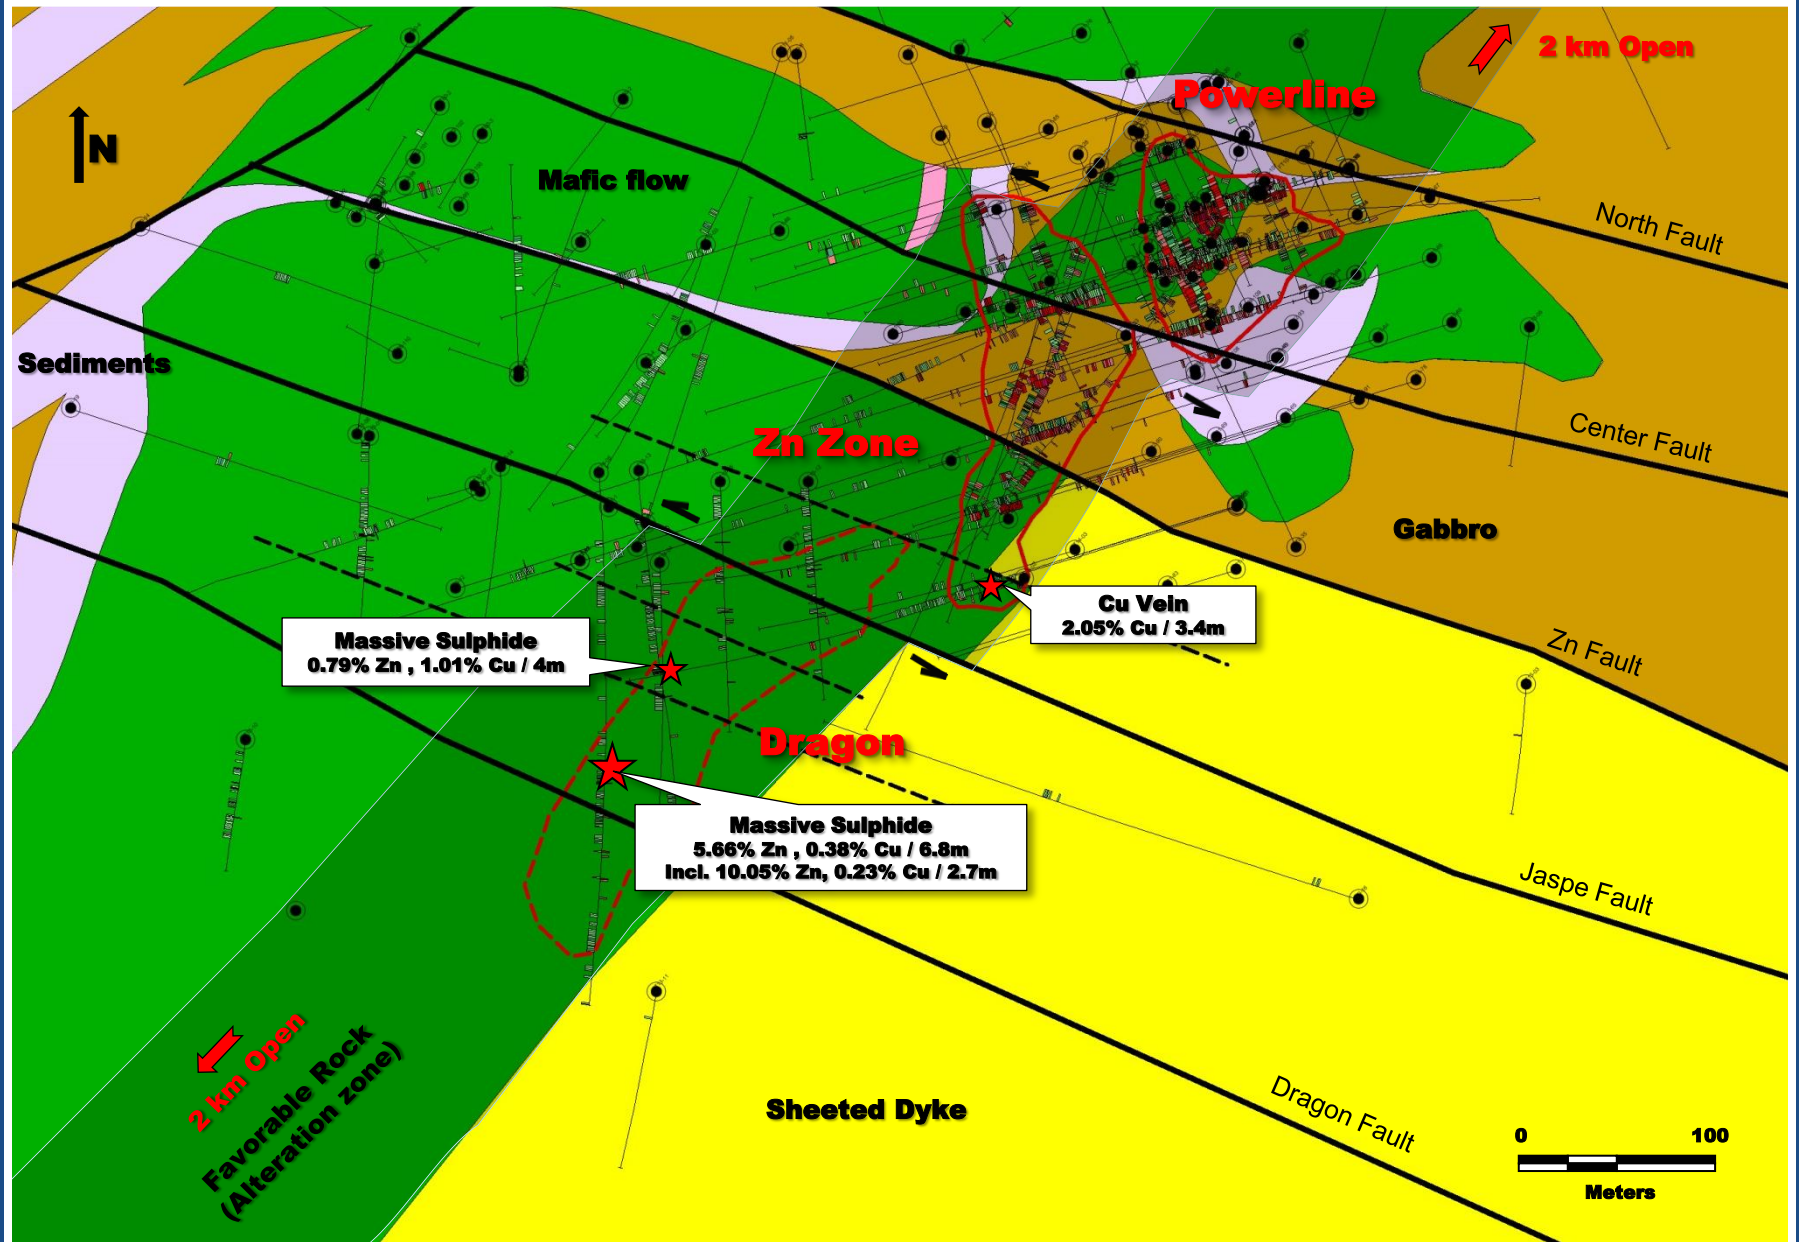 2 km Open
Powerline
N
Mafic flow
North Fault
Sediments
Center Fault
Zn Zone
Gabbro
Cu Vein
2.05% Cu / 3.4m
Massive Sulphide
0.79% Zn , 1.01% Cu / 4m
Zn Fault
Dragon
Massive Sulphide
5.66% Zn , 0.38% Cu / 6.8m
Incl. 10.05% Zn, 0.23% Cu / 2.7m
Jaspe Fault
2 km Open
Favorable Rock
(Alteration zone)
Sheeted Dyke
Dragon Fault
0 100
Meters